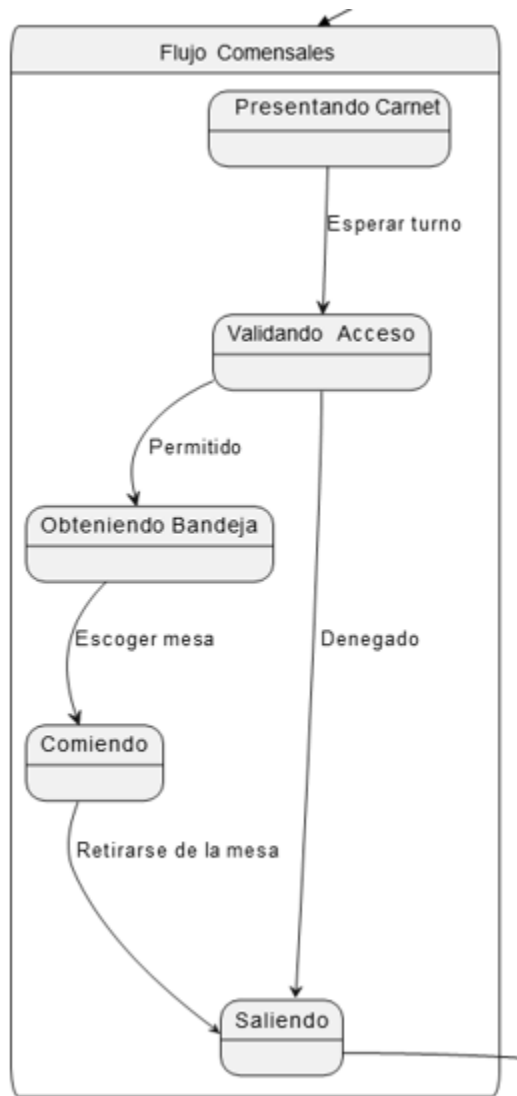 Flujo Comensales
Presentando Carnet
Esperar turno
Validando Acceso
Permitido
Obteniendo Bandeja
Escoger mesa
Denegado
Comiendo
Retirarse de la mesa
Saliendo